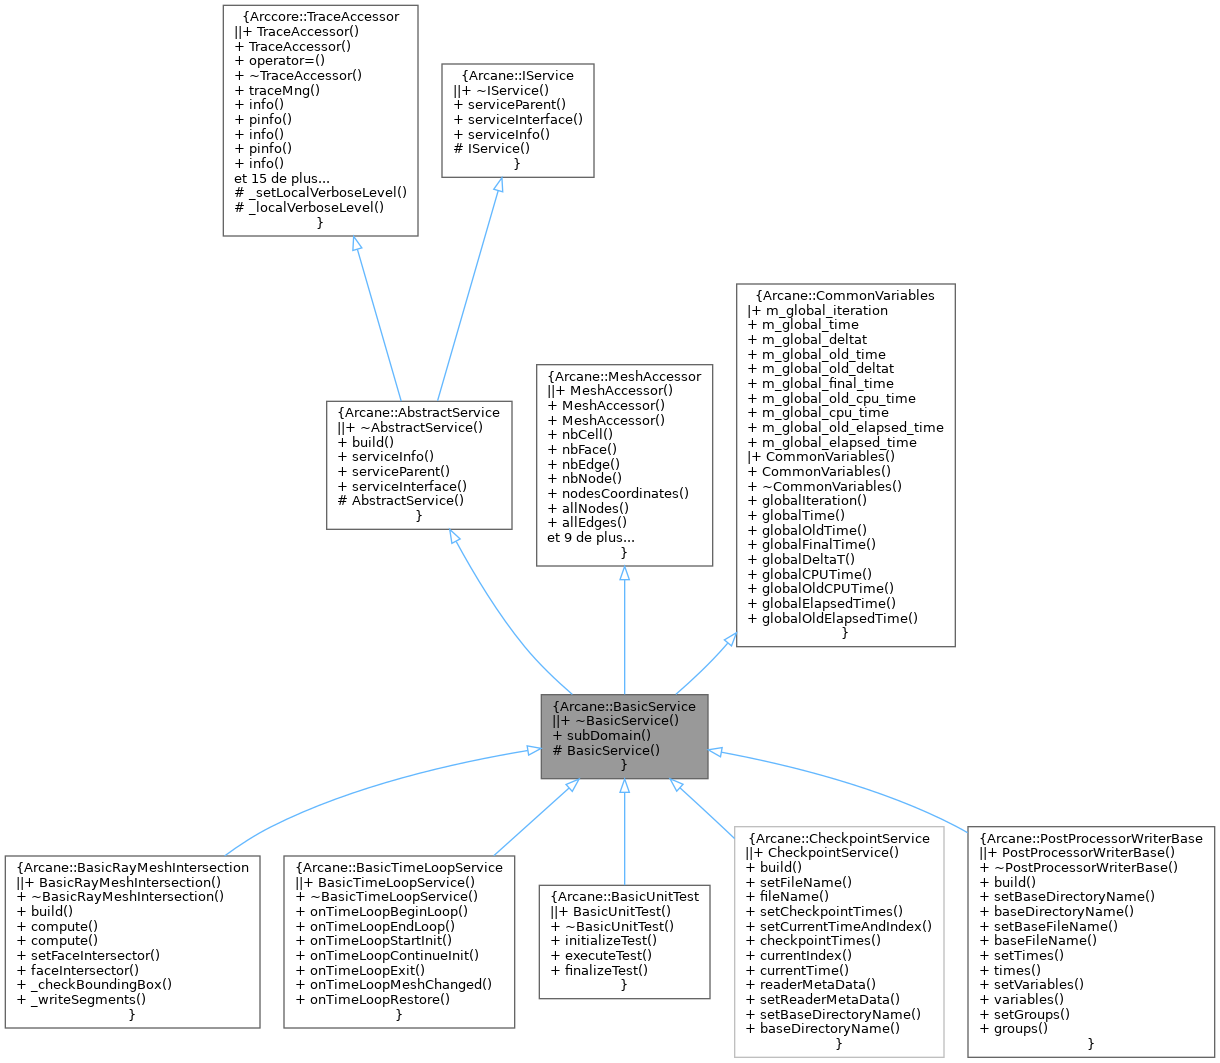 {Arccore::TraceAccessor
||+ TraceAccessor()
+ TraceAccessor()
+ operator=()
+ ~TraceAccessor()
+ traceMng()
+ info()
+ pinfo()
+ info()
+ pinfo()
+ info()
et 15 de plus...
# _setLocalVerboseLevel()
# _localVerboseLevel()
}
{Arcane::IService
||+ ~IService()
+ serviceParent()
+ serviceInterface()
+ serviceInfo()
# IService()
}
{Arcane::CommonVariables
|+ m_global_iteration
+ m_global_time
+ m_global_deltat
+ m_global_old_time
+ m_global_old_deltat
+ m_global_final_time
+ m_global_old_cpu_time
+ m_global_cpu_time
+ m_global_old_elapsed_time
+ m_global_elapsed_time
|+ CommonVariables()
+ CommonVariables()
+ ~CommonVariables()
+ globalIteration()
+ globalTime()
+ globalOldTime()
+ globalFinalTime()
+ globalDeltaT()
+ globalCPUTime()
+ globalOldCPUTime()
+ globalElapsedTime()
+ globalOldElapsedTime()
}
{Arcane::MeshAccessor
||+ MeshAccessor()
+ MeshAccessor()
+ MeshAccessor()
+ nbCell()
+ nbFace()
+ nbEdge()
+ nbNode()
+ nodesCoordinates()
+ allNodes()
+ allEdges()
et 9 de plus...
}
{Arcane::AbstractService
||+ ~AbstractService()
+ build()
+ serviceInfo()
+ serviceParent()
+ serviceInterface()
# AbstractService()
}
{Arcane::BasicService
||+ ~BasicService()
+ subDomain()
# BasicService()
}
{Arcane::BasicRayMeshIntersection
||+ BasicRayMeshIntersection()
+ ~BasicRayMeshIntersection()
+ build()
+ compute()
+ compute()
+ setFaceIntersector()
+ faceIntersector()
+ _checkBoundingBox()
+ _writeSegments()
}
{Arcane::BasicTimeLoopService
||+ BasicTimeLoopService()
+ ~BasicTimeLoopService()
+ onTimeLoopBeginLoop()
+ onTimeLoopEndLoop()
+ onTimeLoopStartInit()
+ onTimeLoopContinueInit()
+ onTimeLoopExit()
+ onTimeLoopMeshChanged()
+ onTimeLoopRestore()
}
{Arcane::BasicUnitTest
||+ BasicUnitTest()
+ ~BasicUnitTest()
+ initializeTest()
+ executeTest()
+ finalizeTest()
}
{Arcane::CheckpointService
||+ CheckpointService()
+ build()
+ setFileName()
+ fileName()
+ setCheckpointTimes()
+ setCurrentTimeAndIndex()
+ checkpointTimes()
+ currentIndex()
+ currentTime()
+ readerMetaData()
+ setReaderMetaData()
+ setBaseDirectoryName()
+ baseDirectoryName()
}
{Arcane::PostProcessorWriterBase
||+ PostProcessorWriterBase()
+ ~PostProcessorWriterBase()
+ build()
+ setBaseDirectoryName()
+ baseDirectoryName()
+ setBaseFileName()
+ baseFileName()
+ setTimes()
+ times()
+ setVariables()
+ variables()
+ setGroups()
+ groups()
}